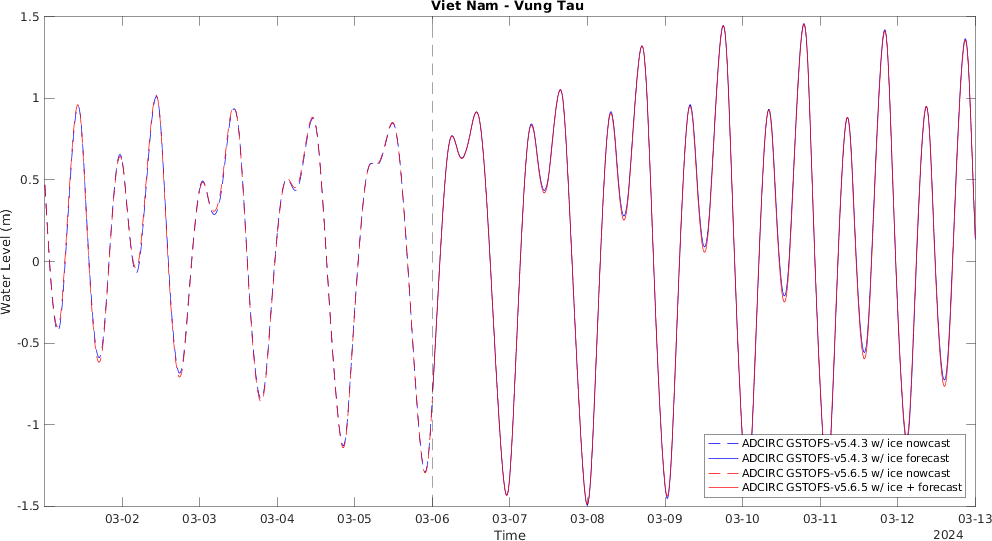 Viet Nam - Vung Tau
1.5
1
0.5
0
-0.5
-1
-1.5
Water Level (m)
ADCIRC GSTOFS-v5.4.3 w/ ice nowcast
ADCIRC GSTOFS-v5.4.3 w/ ice forecast
ADCIRC GSTOFS-v5.6.5 w/ ice nowcast
ADCIRC GSTOFS-v5.6.5 w/ ice + forecast
03-02 03-03 03-04 03-05 03-06 03-07 03-08 03-09 03-10 03-11 03-12 03-13
Time
2024